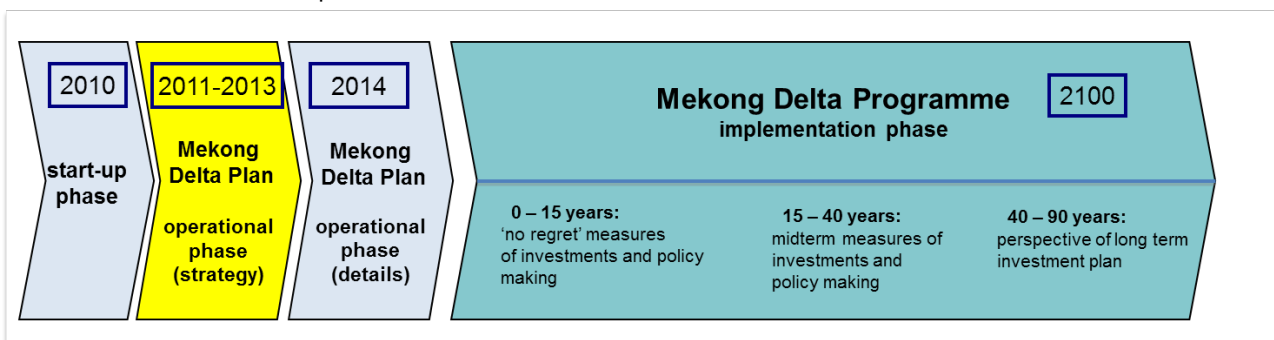 2010
start-up
phase
2011-2013
Mekong
Delta Plan
operational
phase
(strategy)
2014
Mekong
Delta Plan
operational
phase
(details)
Mekong Delta Programme
implementation phase
2100
0 – 15 years:
‘no regret’ measures
of investments and policy
making
15 – 40 years:
midterm measures of
investments and
policy making
40 – 90 years:
perspective of long term
investment plan